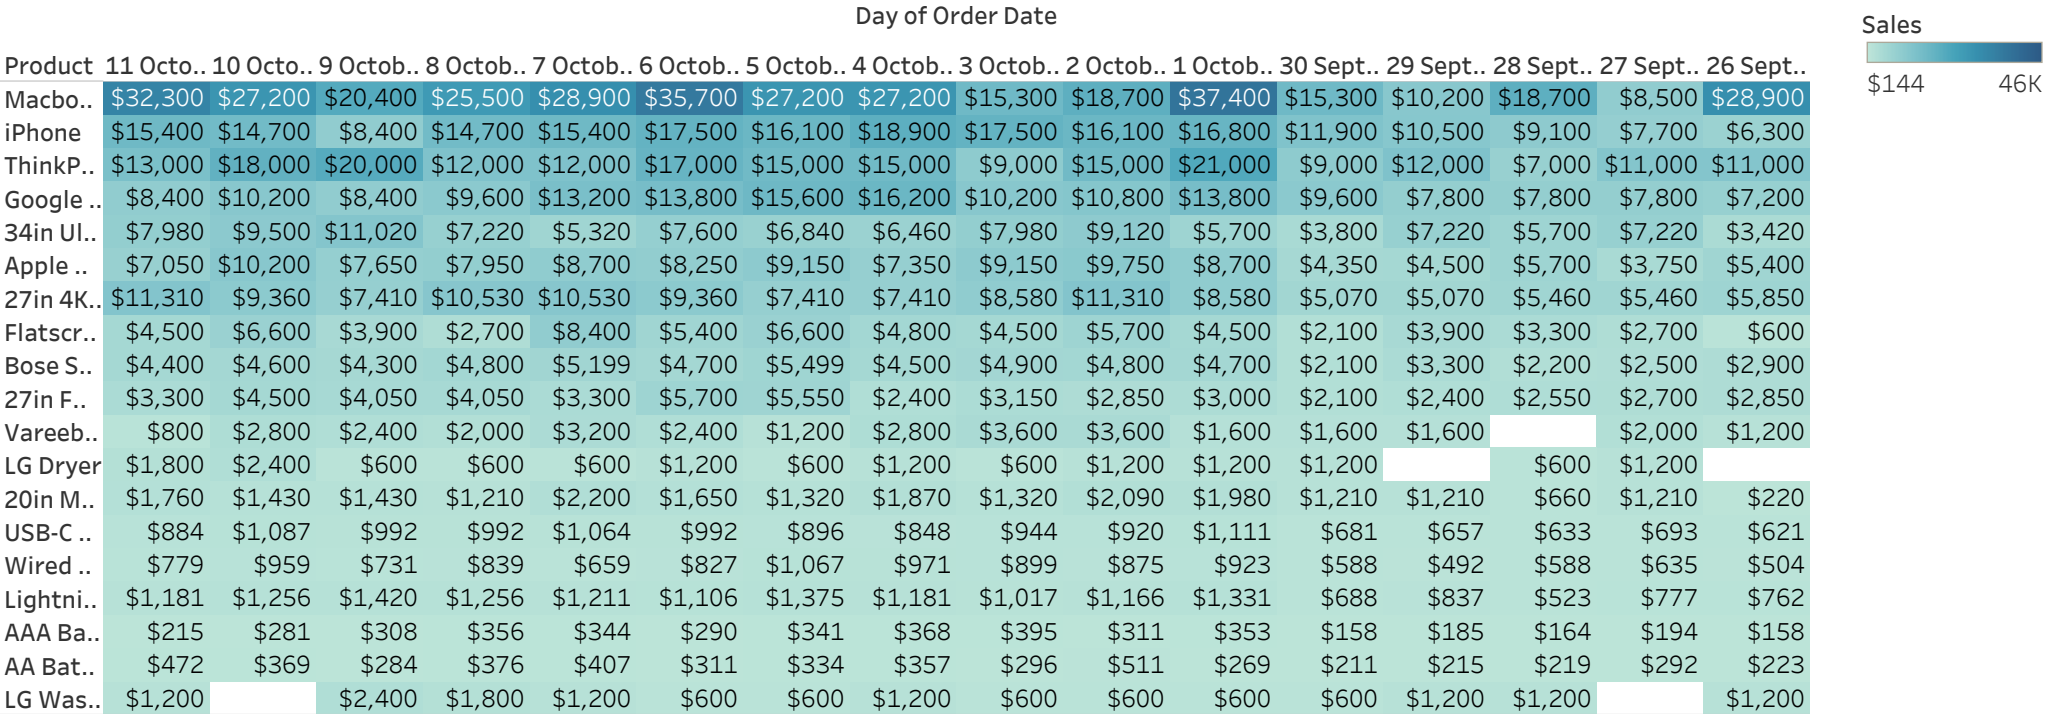 Day of Order Date
Sales
$144 46K
Product 11 Octo.. 10 Octo.. 9 Octob.. 8 Octob.. 7 Octob.. 6 Octob.. 5 Octob.. 4 Octob.. 3 Octob.. 2 Octob.. 1 Octob.. 30 Sept.. 29 Sept.. 28 Sept.. 27 Sept.. 26 Sept..
Macbo.. $32,300 $27,200 $20,400 $25,500 $28,900 $35,700 $27,200 $27,200 $15,300 $18,700 $37,400 $15,300 $10,200 $18,700 $8,500 $28,900
iPhone $15,400 $14,700 $8,400 $14,700 $15,400 $17,500 $16,100 $18,900 $17,500 $16,100 $16,800 $11,900 $10,500 $9,100 $7,700 $6,300
ThinkP.. $13,000 $18,000 $20,000 $12,000 $12,000 $17,000 $15,000 $15,000 $9,000 $15,000 $21,000 $9,000 $12,000 $7,000 $11,000 $11,000
Google .. $8,400 $10,200 $8,400 $9,600 $13,200 $13,800 $15,600 $16,200 $10,200 $10,800 $13,800 $9,600 $7,800 $7,800 $7,800 $7,200
34in Ul.. $7,980 $9,500 $11,020 $7,220 $5,320 $7,600 $6,840 $6,460 $7,980 $9,120 $5,700 $3,800 $7,220 $5,700 $7,220 $3,420
Apple .. $7,050 $10,200 $7,650 $7,950 $8,700 $8,250 $9,150 $7,350 $9,150 $9,750 $8,700 $4,350 $4,500 $5,700 $3,750 $5,400
27in 4K.. $11,310 $9,360 $7,410 $10,530 $10,530 $9,360 $7,410 $7,410 $8,580 $11,310 $8,580 $5,070 $5,070 $5,460 $5,460 $5,850
Flatscr.. $4,500 $6,600 $3,900 $2,700 $8,400 $5,400 $6,600 $4,800 $4,500 $5,700 $4,500 $2,100 $3,900 $3,300 $2,700 $600
Bose S.. $4,400 $4,600 $4,300 $4,800 $5,199 $4,700 $5,499 $4,500 $4,900 $4,800 $4,700 $2,100 $3,300 $2,200 $2,500 $2,900
27in F.. $3,300 $4,500 $4,050 $4,050 $3,300 $5,700 $5,550 $2,400 $3,150 $2,850 $3,000 $2,100 $2,400 $2,550 $2,700 $2,850
Vareeb.. $800 $2,800 $2,400 $2,000 $3,200 $2,400 $1,200 $2,800 $3,600 $3,600 $1,600 $1,600 $1,600 $2,000 $1,200
LG Dryer $1,800 $2,400 $600 $600 $600 $1,200 $600 $1,200 $600 $1,200 $1,200 $1,200 $600 $1,200
20in M.. $1,760 $1,430 $1,430 $1,210 $2,200 $1,650 $1,320 $1,870 $1,320 $2,090 $1,980 $1,210 $1,210 $660 $1,210 $220
USB-C .. $884 $1,087 $992 $992 $1,064 $992 $896 $848 $944 $920 $1,111 $681 $657 $633 $693 $621
Wired .. $779 $959 $731 $839 $659 $827 $1,067 $971 $899 $875 $923 $588 $492 $588 $635 $504
Lightni.. $1,181 $1,256 $1,420 $1,256 $1,211 $1,106 $1,375 $1,181 $1,017 $1,166 $1,331 $688 $837 $523 $777 $762
AAA Ba.. $215 $281 $308 $356 $344 $290 $341 $368 $395 $311 $353 $158 $185 $164 $194 $158
AA Bat.. $472 $369 $284 $376 $407 $311 $334 $357 $296 $511 $269 $211 $215 $219 $292 $223
LG Was.. $1,200 $2,400 $1,800 $1,200 $600 $600 $1,200 $600 $600 $600 $600 $1,200 $1,200 $1,200